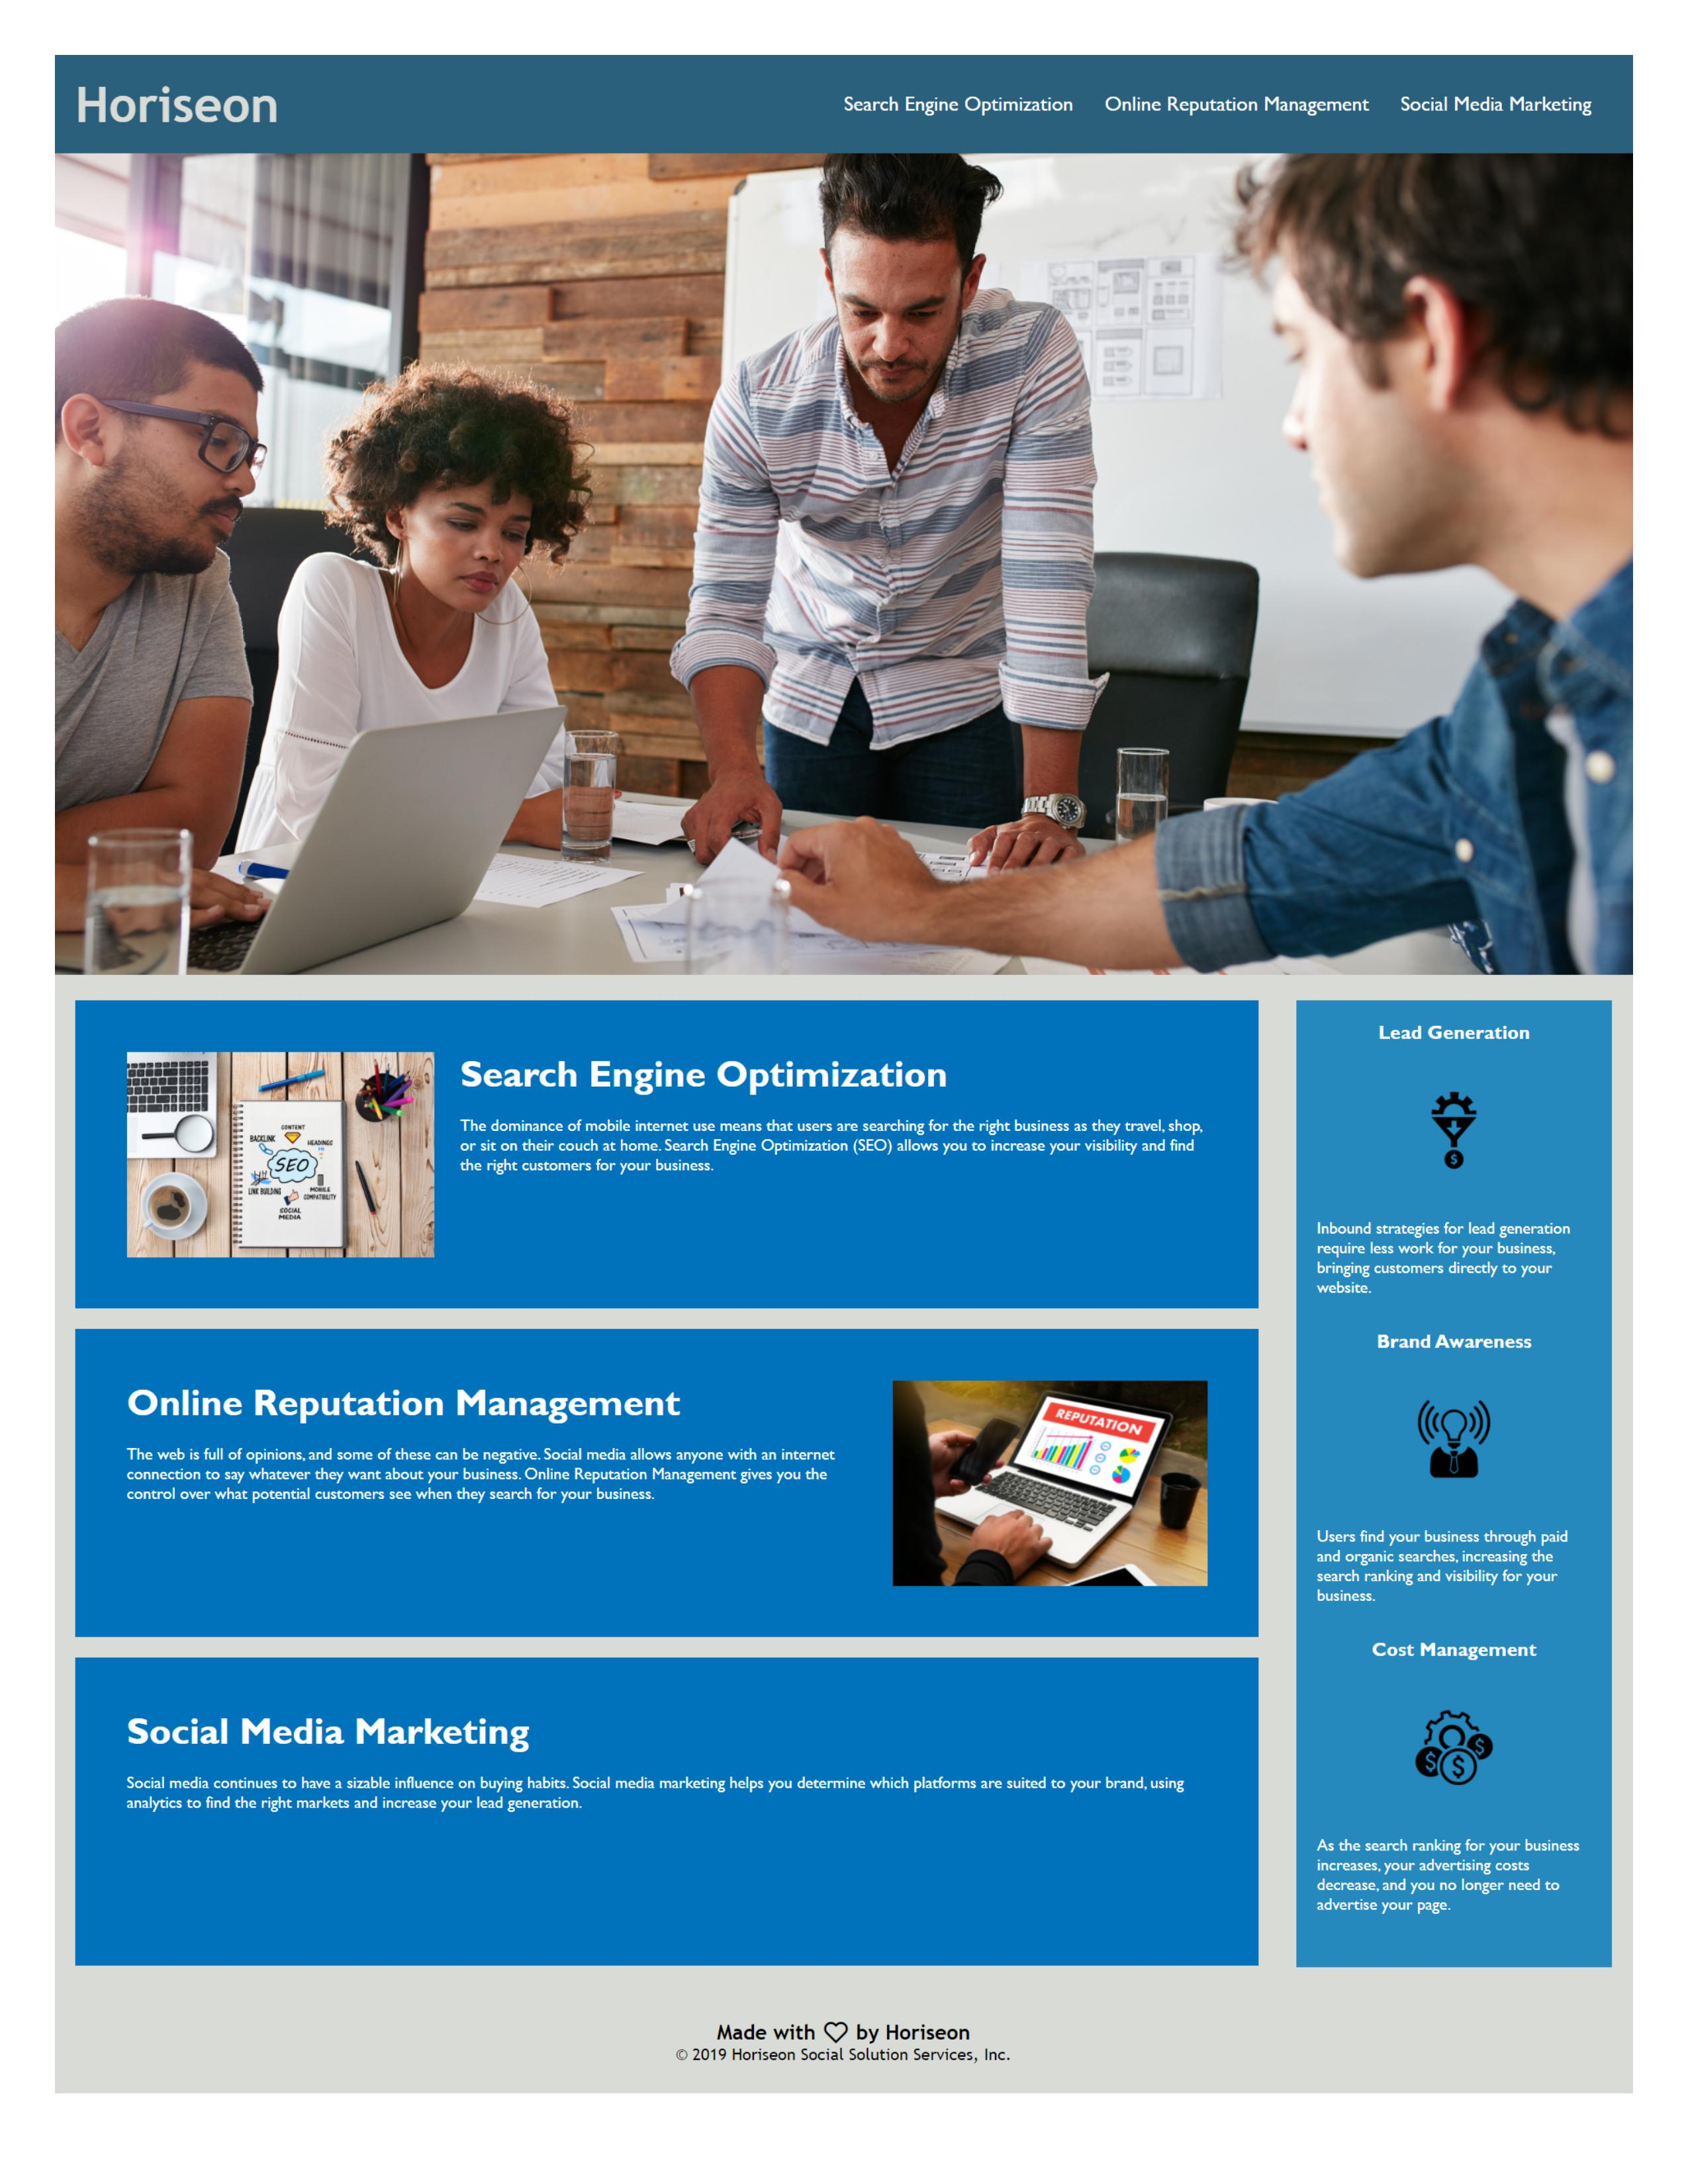 Horiseon
Search Engine Optimization
Online Reputation Management
Social Media Marketing
Search Engine Optimization
The dominance of mobile internet use means that users are searching for the right business as they travel, shop,
or sit on their couch at home. Search Engine Optimization (SEO) allows you to increase your visibility and find
the right customers for your business.
CONTENT
BACKLINK
HEADINGS
SEO
LINK BUILDING
MOBILE
COMPATIBILITY
SOCIAL
MEDIA
Online Reputation Management
The web is full of opinions, and some of these can be negative. Social media allows anyone with an internet
connection to say whatever they want about your business. Online Reputation Management gives you the
control over what potential customers see when they search for your business.
REPUTATION
Social Media Marketing
Social media continues to have a sizable influence on buying habits. Social media marketing helps you determine which platforms are suited to your brand, using
analytics to find the right markets and increase your lead generation.
Lead Generation
$
Inbound strategies for lead generation
require less work for your business,
bringing customers directly to your
website.
Brand Awareness
Users find your business through paid
and organic searches, increasing the
search ranking and visibility for your
business.
Cost Management
$ $ $
As the search ranking for your business
increases, your advertising costs
decrease, and you no longer need to
advertise your page.
Made with ♡ by Horiseon
© 2019 Horiseon Social Solution Services, Inc.